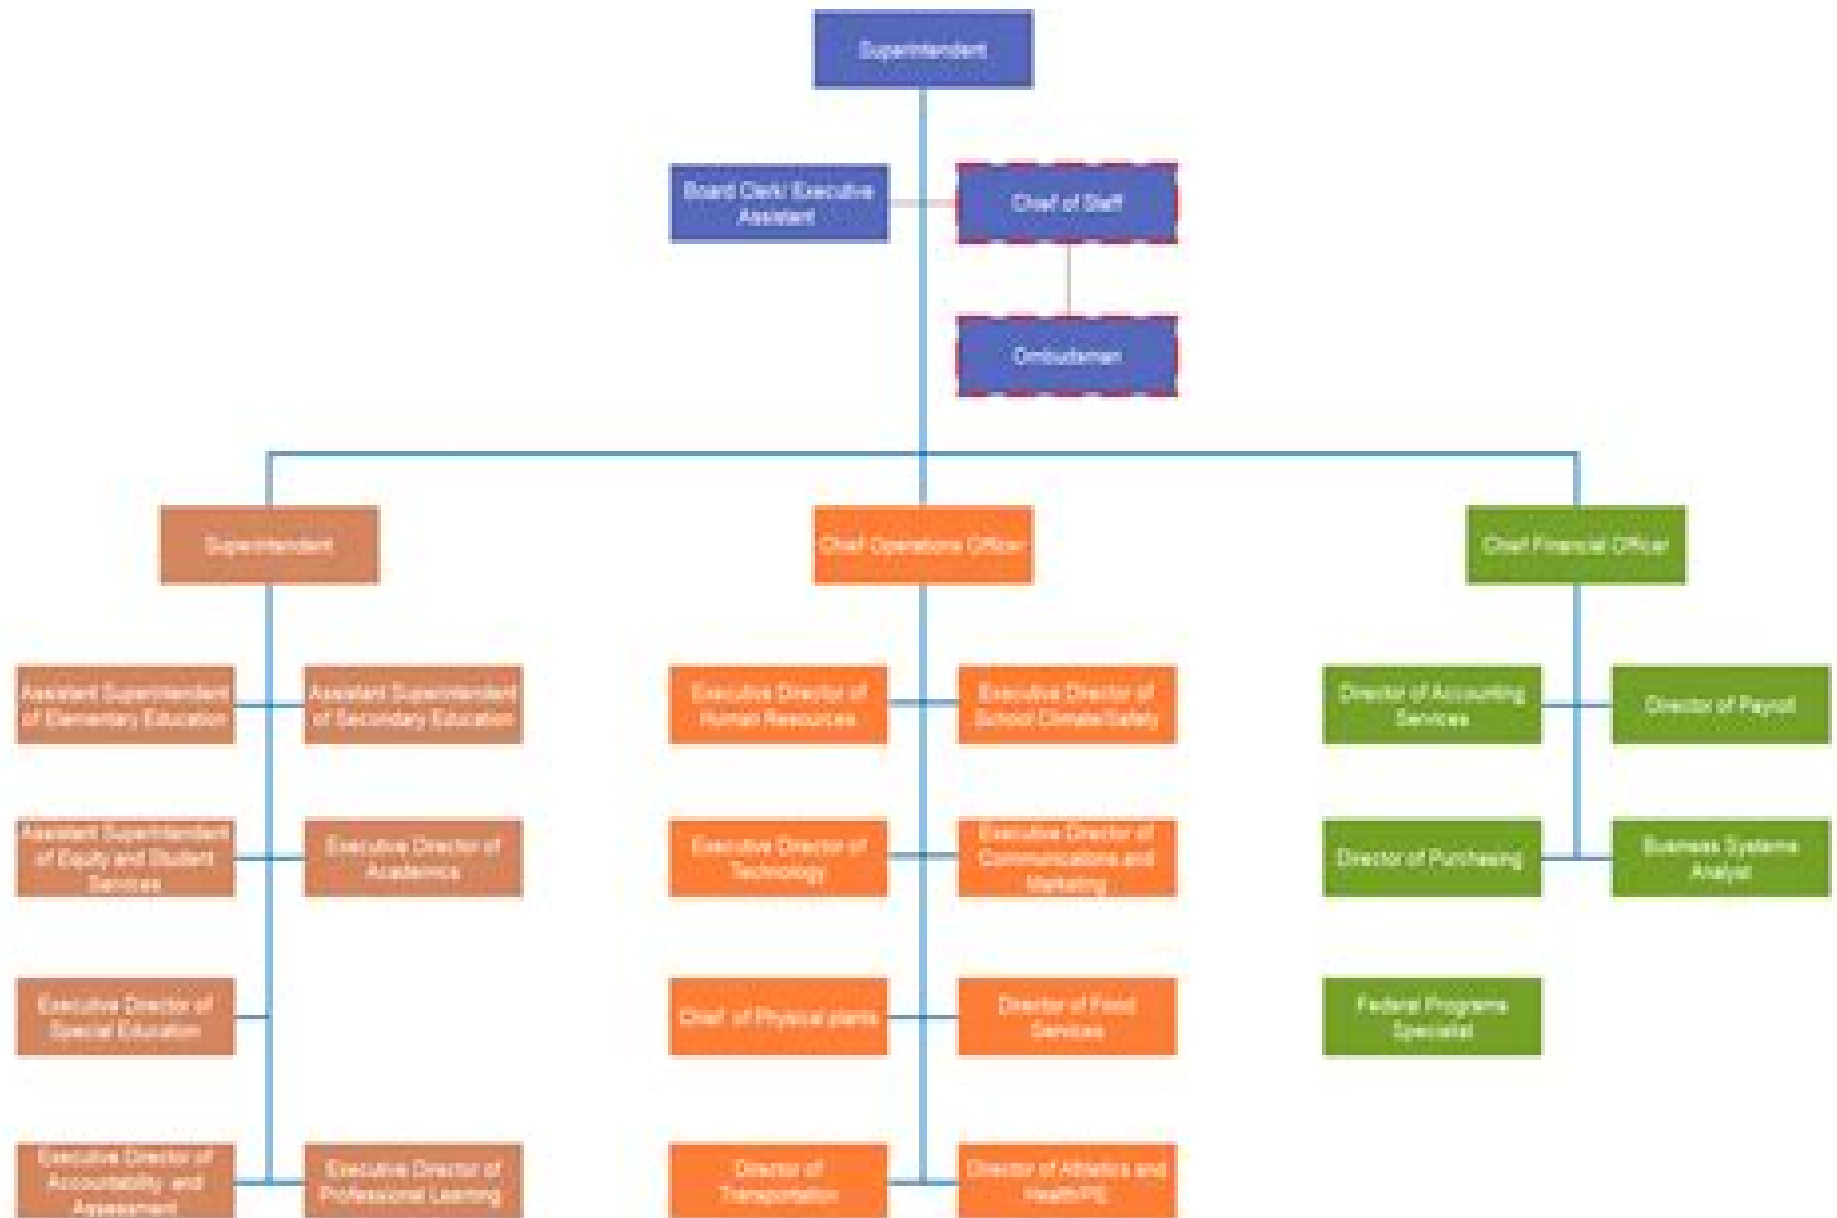 Superintendent
Board Clerk/ Executive
Assistant
Chief of Staff
Ombudsman
Superintendent
Chief Operations Officer
Chief Financial Officer
Assistant Superintendent
of Elementary Education
Assistant Superintendent
of Secondary Education
Executive Director of
Human Resources
Executive Director of
School Climate/Safety
Director of Accounting
Services
Director of Payroll
Assistant Superintendent
of Equity and Student
Services
Executive Director of
Academics
Executive Director of
Technology
Executive Director of
Communications and
Marketing
Director of Purchasing
Business Systems
Analyst
Executive Director of
Special Education
Chief of Physical plants
Director of Food
Services
Federal Programs
Specialist
Executive Director of
Accountability and
Assessment
Executive Director of
Professional Learning
Director of
Transportation
Director of Athletics and
Health/PE